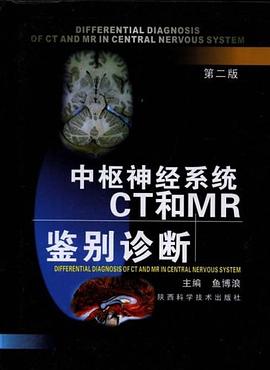 DIFFERENTIAL DIAGNOSIS
OF CT AND MR IN CENTRAL NERVOUS SYSTEM
第二版
中枢神经系统
CT和MR
鉴别诊断
DIFFERENTIAL DIAGNOSIS OF CT AND MR IN CENTRAL NERVOUS SYSTEM
主编 鱼博浪
陕西科学技术出版社